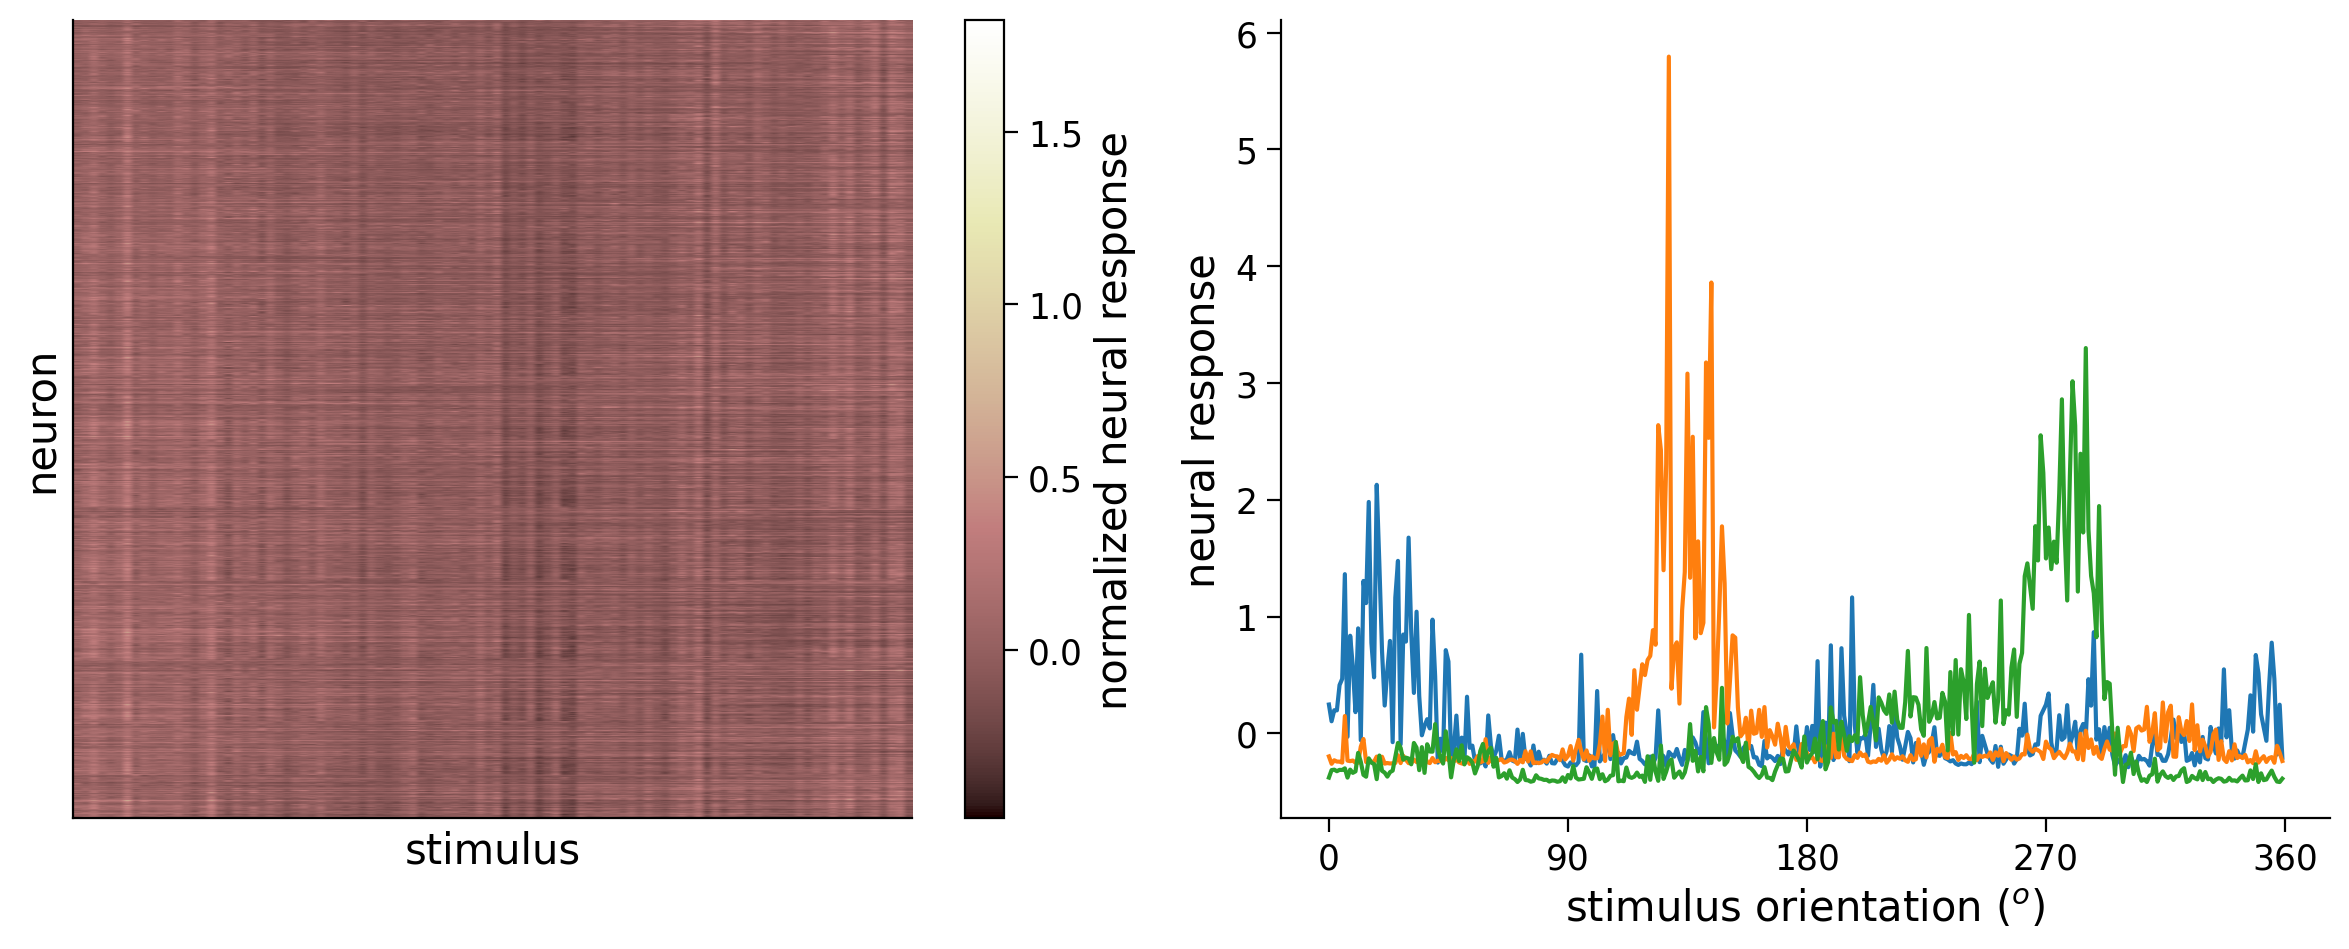 neuron
stimulus
1.5
1.0
0.5
0.0
normalized neural response
neural response
6
5
4
3
2
1
0
0 90 180 270 360
stimulus orientation (°)